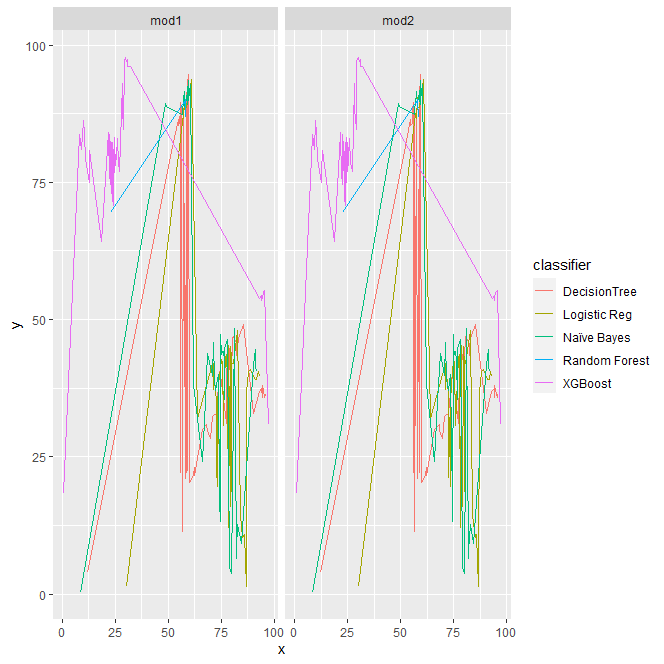 mod1 mod2
100
75
50
25
0
y
0 25 50 75 100 0 25 50 75 100
x
classifier
DecisionTree
Logistic Reg
Naïve Bayes
Random Forest
XGBoost